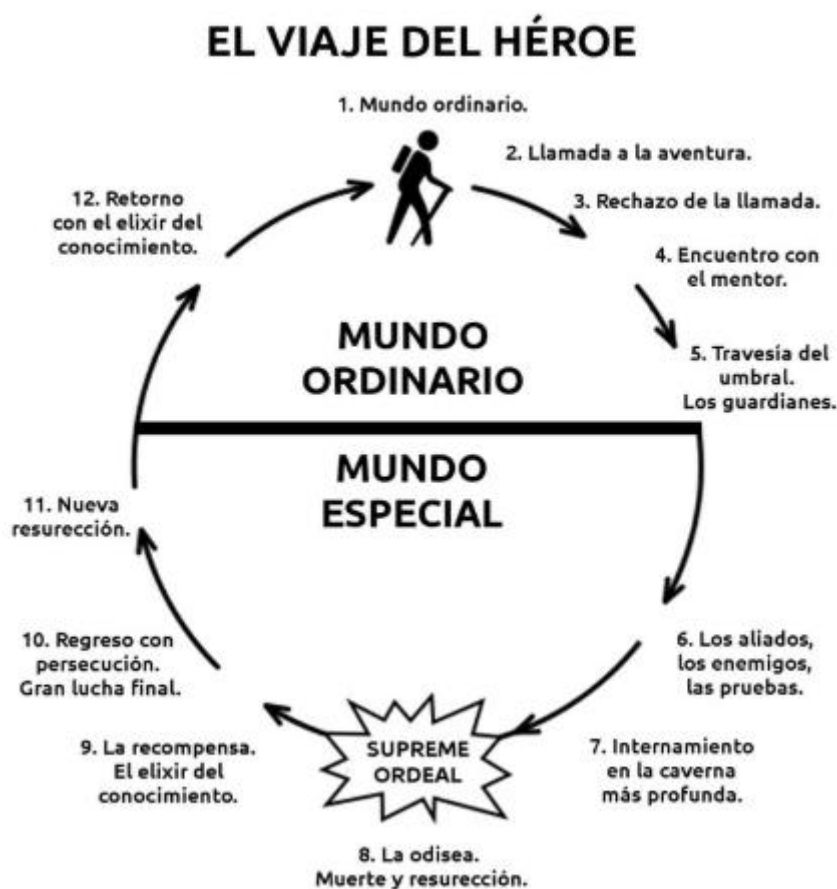 EL VIAJE DEL HÉROE
1. Mundo ordinario.
2. Llamada a la aventura.
3. Rechazo de la llamada.
4. Encuentro con
el mentor.
5. Travesía del
umbral.
Los guardianes.
MUNDO
ORDINARIO
MUNDO
ESPECIAL
6. Los aliados,
los enemigos,
las pruebas.
7. Internamiento
en la caverna
más profunda.
SUPREME
ORDEAL
8. La odisea.
Muerte y resurección.
9. La recompensa.
El elixir del
conocimiento.
10. Regreso con
persecución.
Gran lucha final.
11. Nueva
resurección.
12. Retorno
con el elixir del
conocimiento.